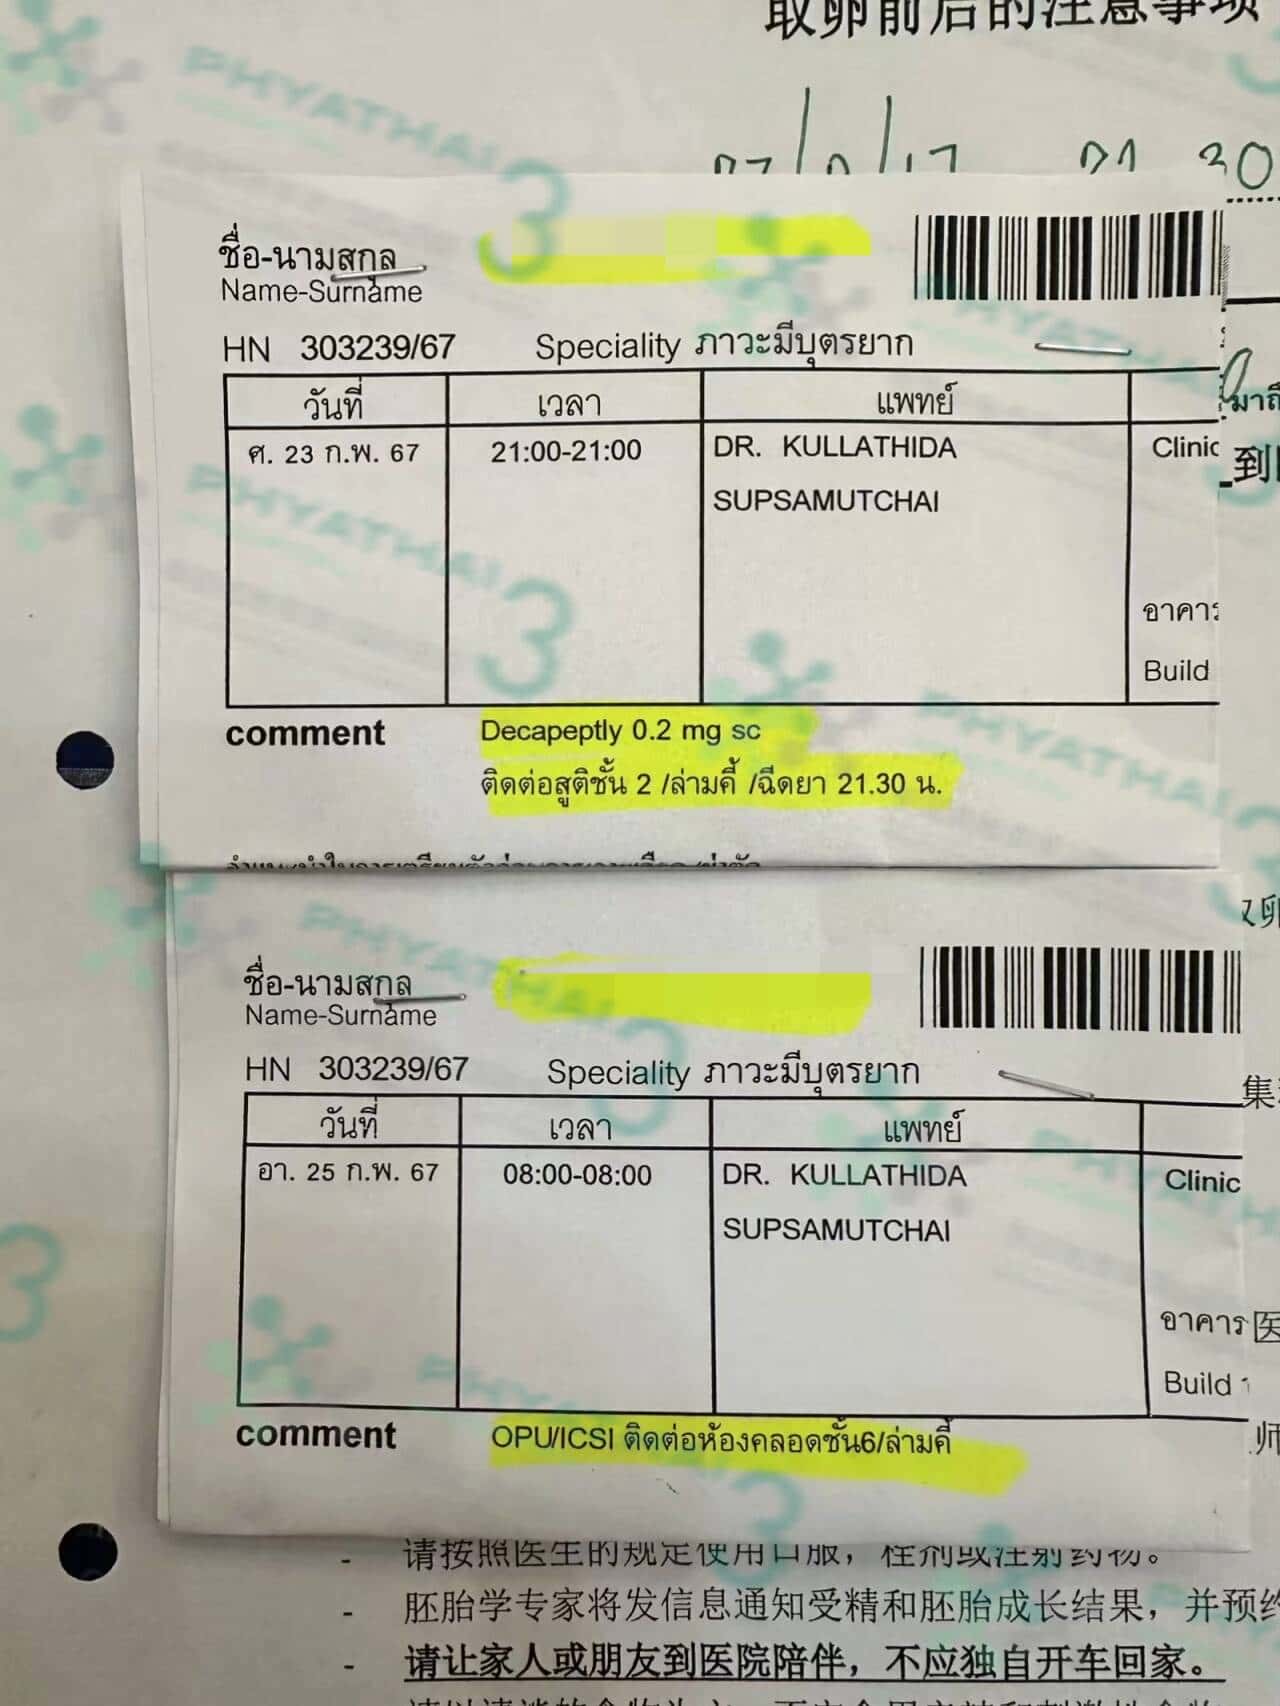 取卵前后的注意事项
PHYATHAI 3
ชื่อ-นามสกุล
Name-Surname
HN 303239/67 Speciality ภาวะมีบุตรยาก
วันที่ เวลา แพทย์
ศ. 23 ก.พ. 67 21:00-21:00 DR. KULLATHIDA Clinic
SUPSAMUTCHAI
อาคาร
Build
comment Decapeptly 0.2 mg sc
ติดต่อสูติชั้น 2 /ล่ามคี้ /ฉีดยา 21.30 น.
มาถึ
到
PHYATHAI 3
ชื่อ-นามสกุล
Name-Surname
HN 303239/67 Speciality ภาวะมีบุตรยาก
วันที่ เวลา แพทย์
อา. 25 ก.พ. 67 08:00-08:00 DR. KULLATHIDA Clinic
SUPSAMUTCHAI
อาคาร
Build
comment OPU/ICSI ติดต่อห้องคลอดชั้น6/ล่ามคี้
集
医
师
- 请按照医生的规定使用口服，栓剂或注射药物。
- 胚胎学专家将发信息通知受精和胚胎成长结果，并预约
- 请让家人或朋友到医院陪伴，不应独自开车回家。